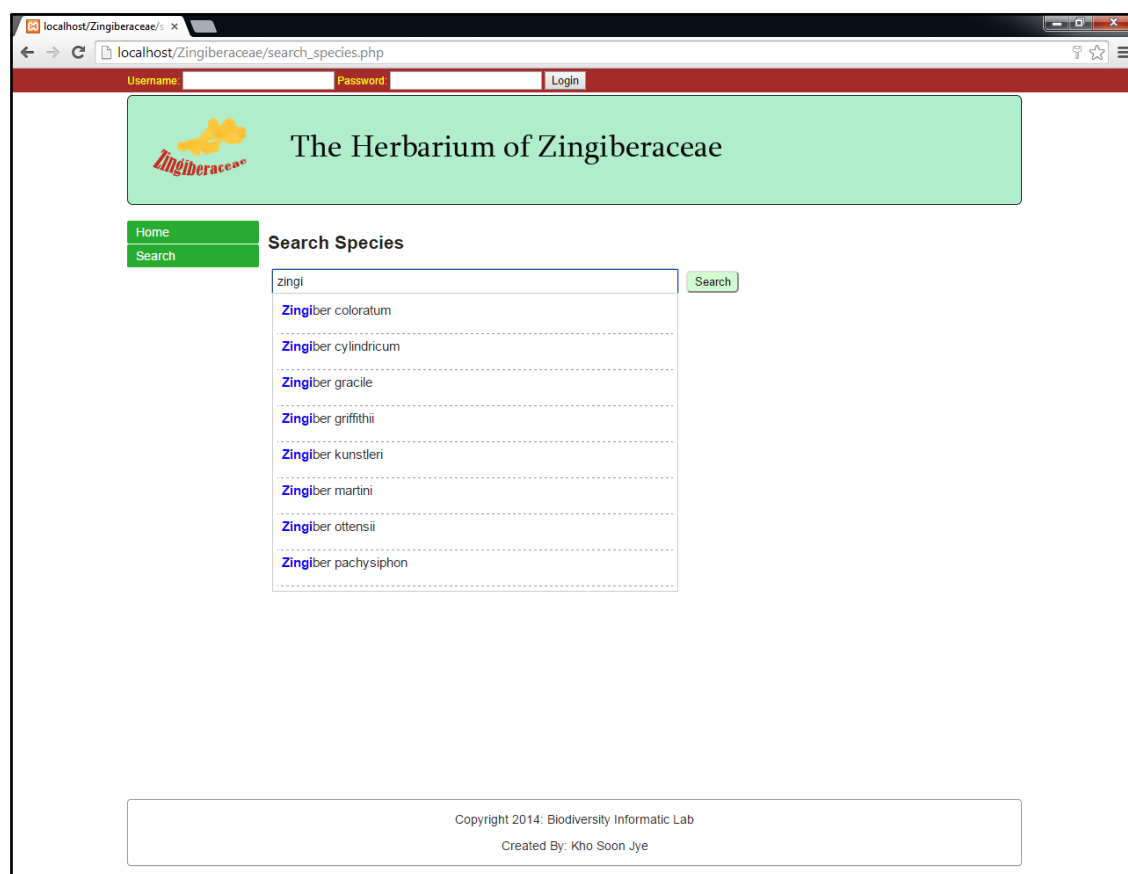 localhost/Zingiberaceae/s
localhost/Zingiberaceae/search_species.php
Username: Password: Login
Zingiberaceae
The Herbarium of Zingiberaceae
Home
Search
Search Species
zingi
Search
Zingiber coloratum
Zingiber cylindricum
Zingiber gracile
Zingiber griffithii
Zingiber kunstleri
Zingiber martini
Zingiber ottensii
Zingiber pachysiphon
Copyright 2014: Biodiversity Informatic Lab
Created By: Kho Soon Jye